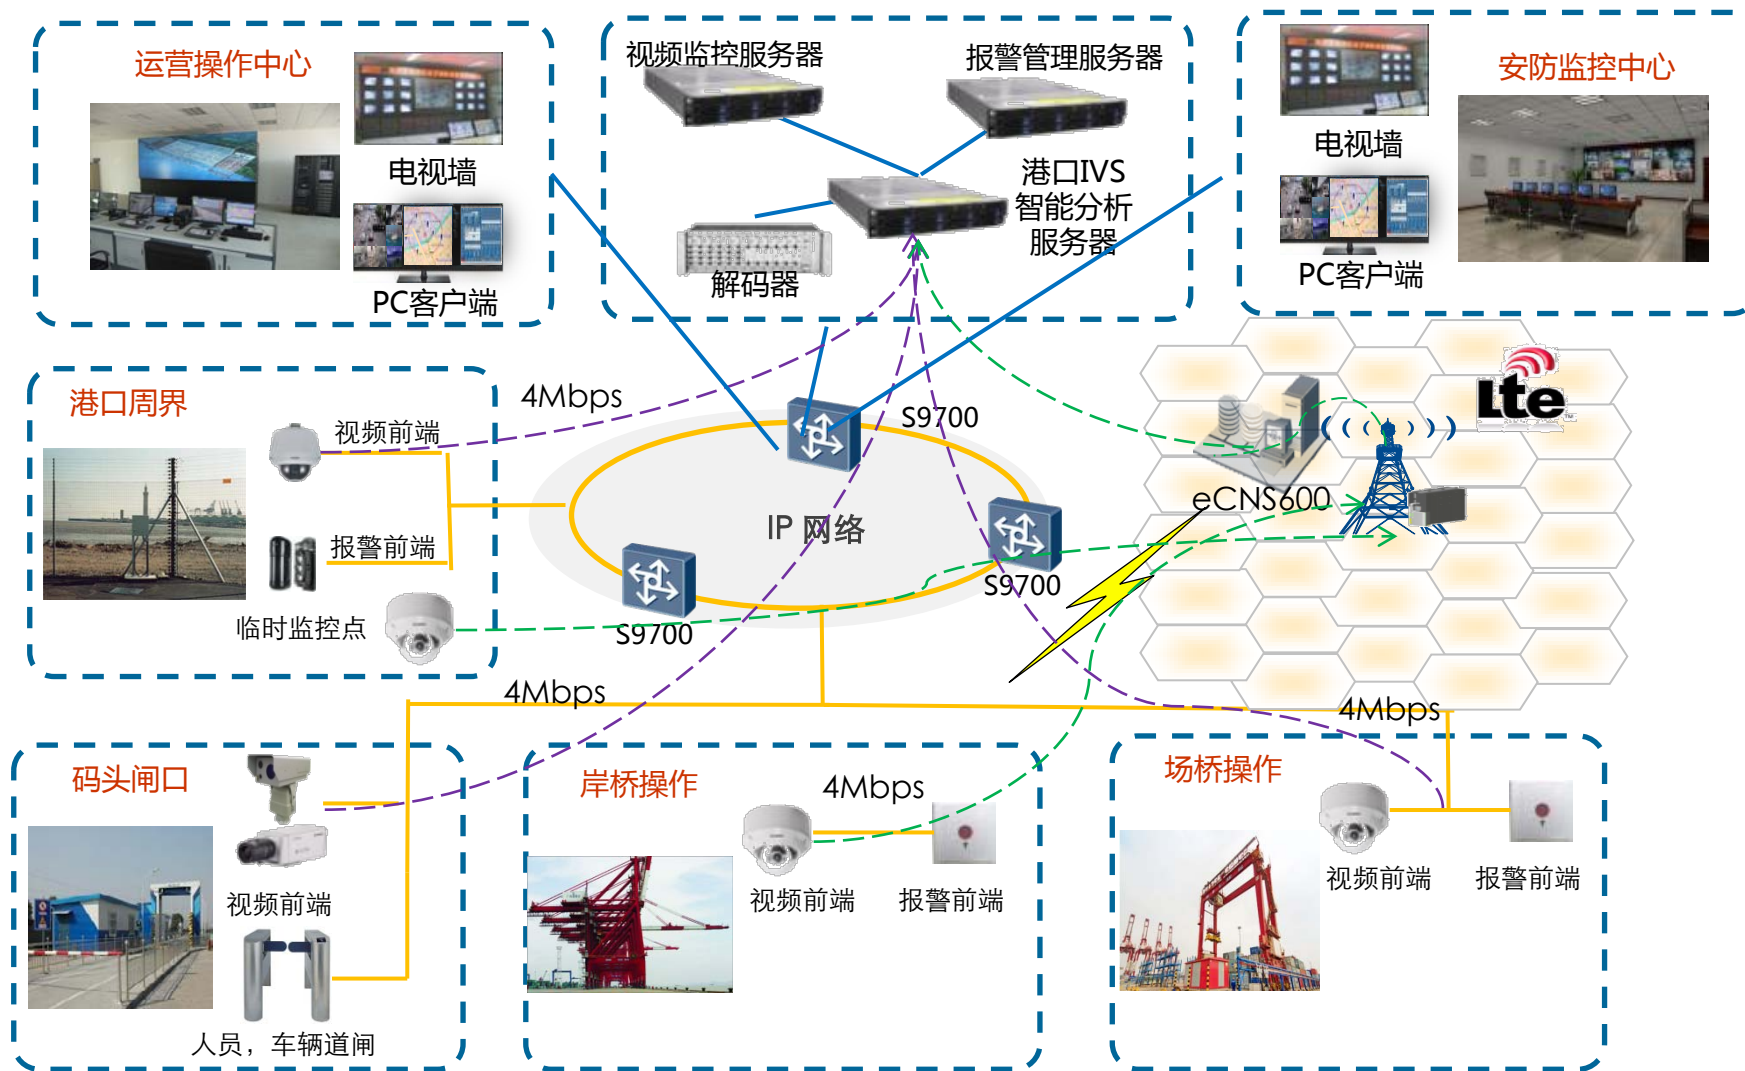 运营操作中心
电视墙
PC客户端
视频监控服务器
报警管理服务器
港口IVS
智能分析
服务器
解码器
安防监控中心
电视墙
PC客户端
港口周界
视频前端
报警前端
临时监控点
4Mbps
S9700
IP 网络
S9700
S9700
Lte
TM
eCNS600
4Mbps
4Mbps
码头闸口
视频前端
人员，车辆道闸
岸桥操作
4Mbps
视频前端
报警前端
场桥操作
视频前端
报警前端